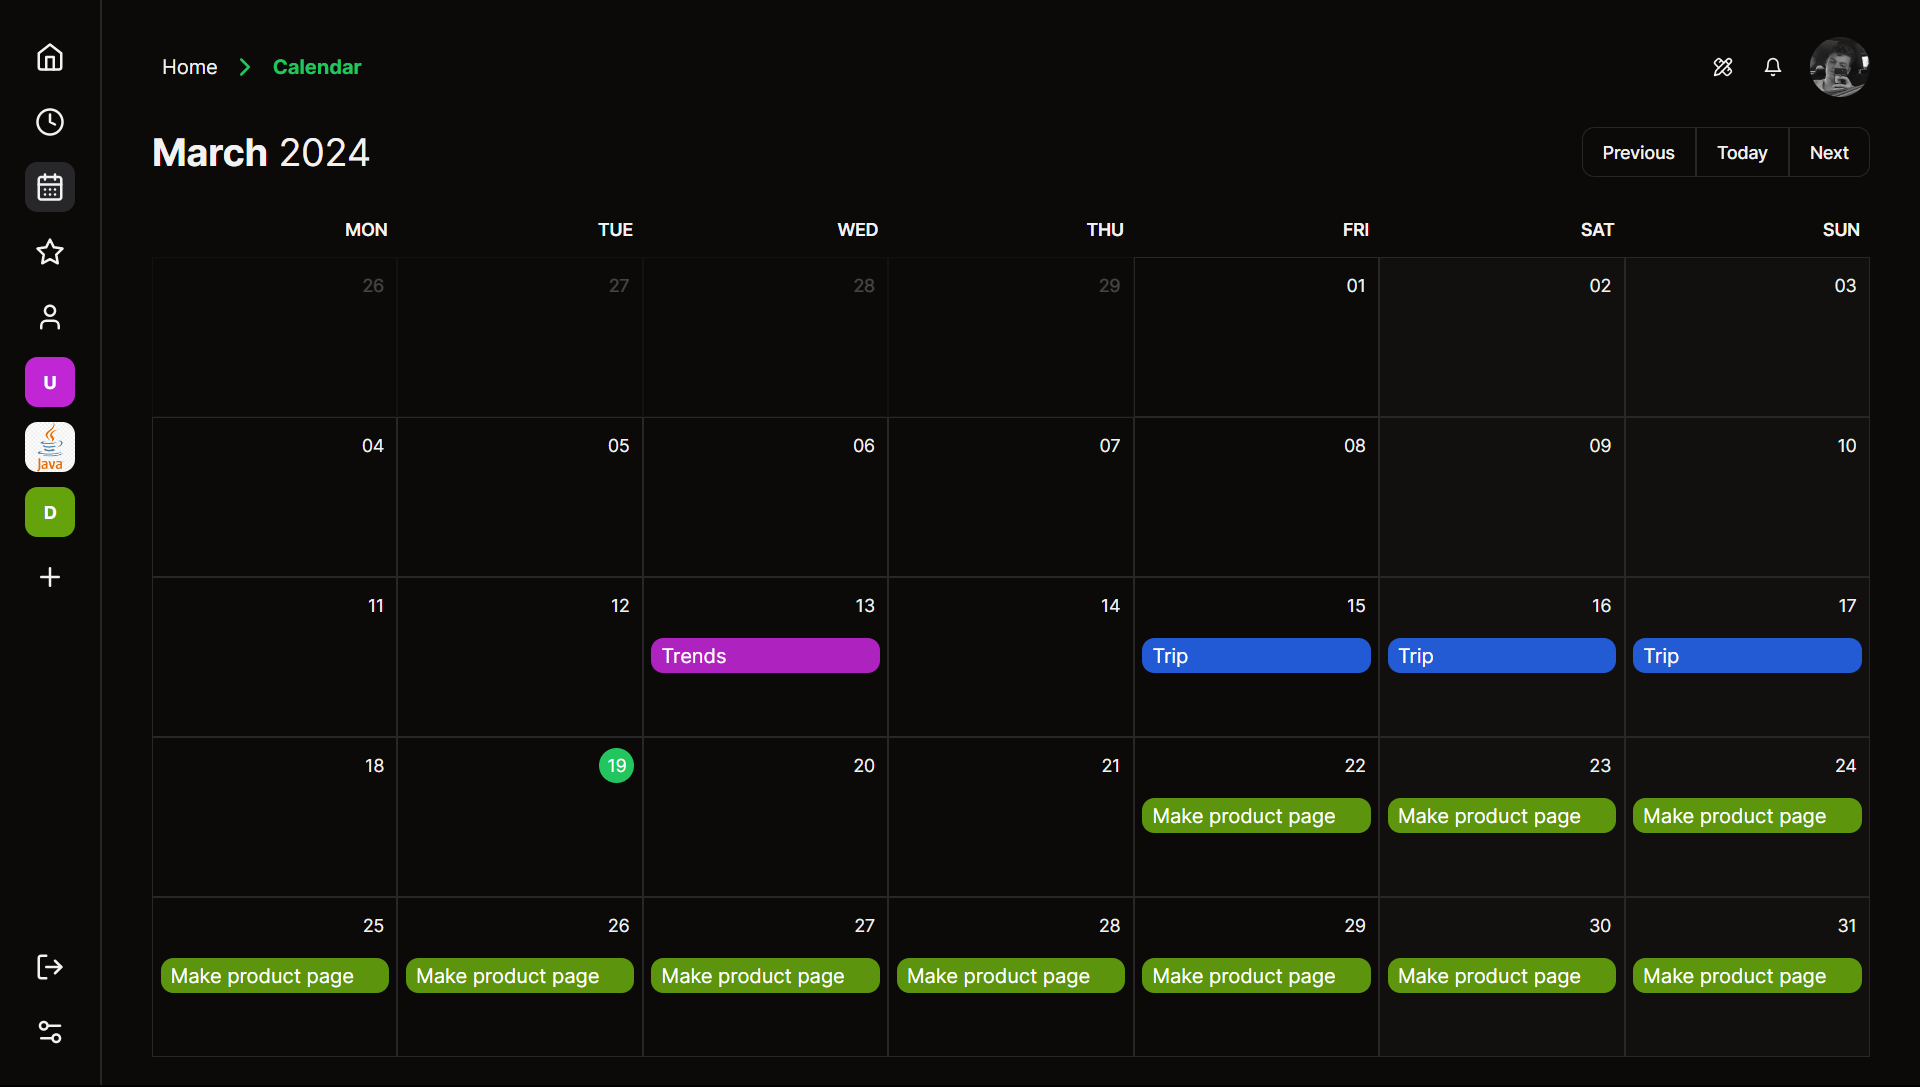 Home Calendar
March 2024
Previous Today Next
MON TUE WED THU FRI SAT SUN
26 27 28 29 01 02 03
U
04 05 06 07 08 09 10
Java
D
11 12 13 14 15 16 17
Trends Trip Trip Trip
18 19 20 21 22 23 24
Make product page Make product page Make product page
25 26 27 28 29 30 31
Make product page Make product page Make product page Make product page Make product page Make product page Make product page